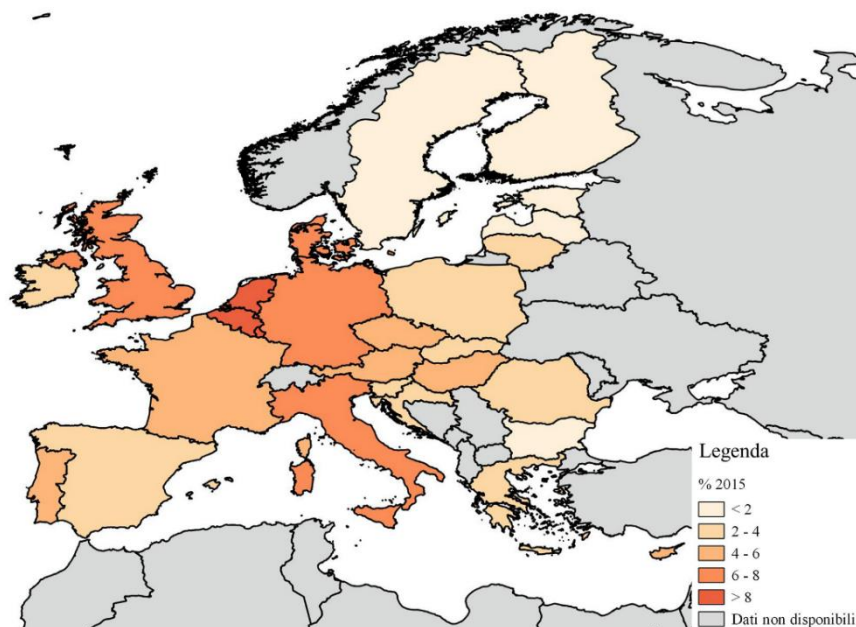 Legenda
% 2015
< 2
2 - 4
4 - 6
6 - 8
> 8
Dati non disponibili